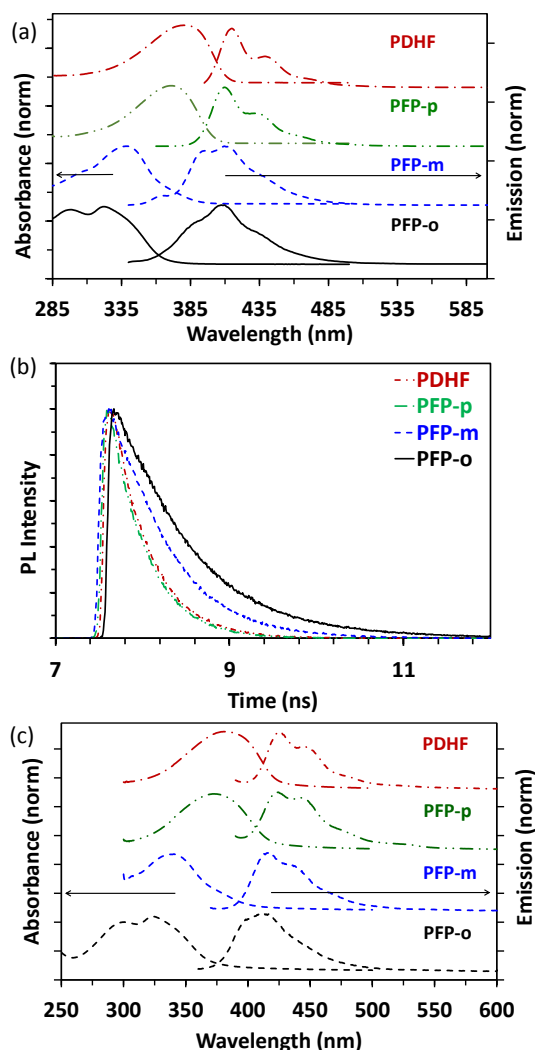 (a)
PDHF
PFP-p
PFP-m
PFP-o
Absorbance (norm)
Emission (norm)
285 335 385 435 485 535 585
Wavelength (nm)
(b)
PDHF
PFP-p
PFP-m
PFP-o
PL Intensity
7 9 11
Time (ns)
(c)
PDHF
PFP-p
PFP-m
PFP-o
Absorbance (norm)
Emission (norm)
250 300 350 400 450 500 550 600
Wavelength (nm)